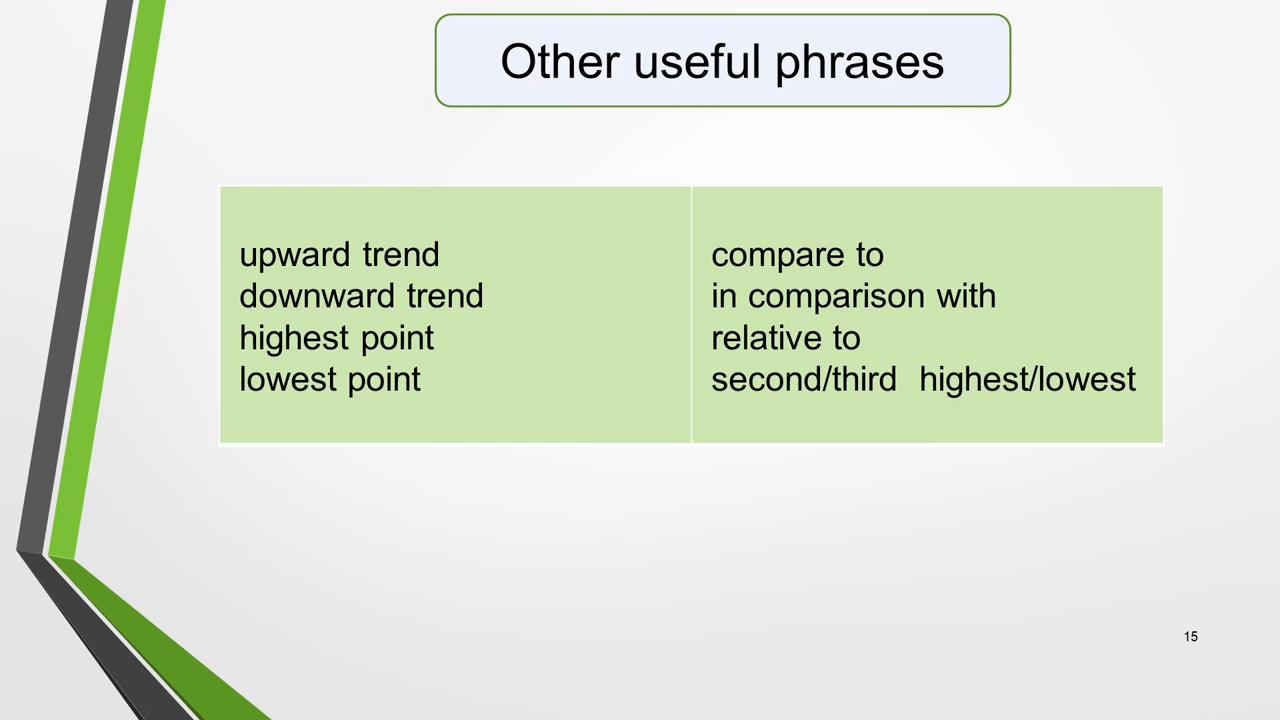 Other useful phrases
upward trend
downward trend
highest point
lowest point
compare to
in comparison with
relative to
second/third highest/lowest
15